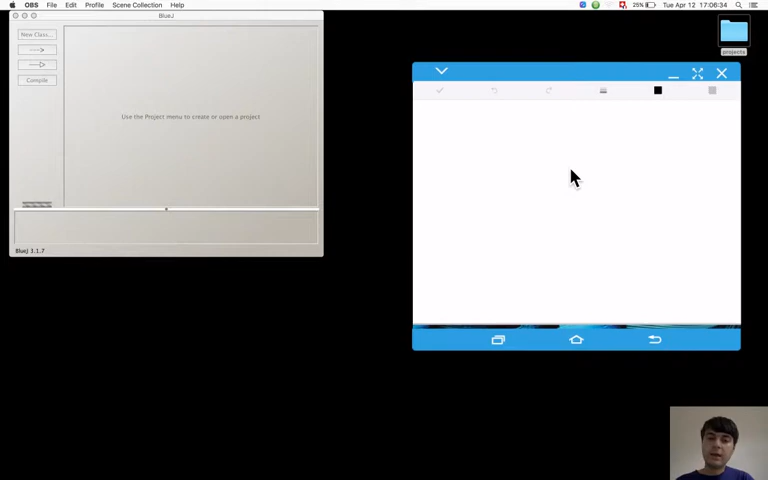 OBS File Edit Profile Scene Collection Help 25% Tue Apr 12 17:06:34
BlueJ
New Class...
Compile
Use the Project menu to create or open a project
BlueJ 3.1.7
projects